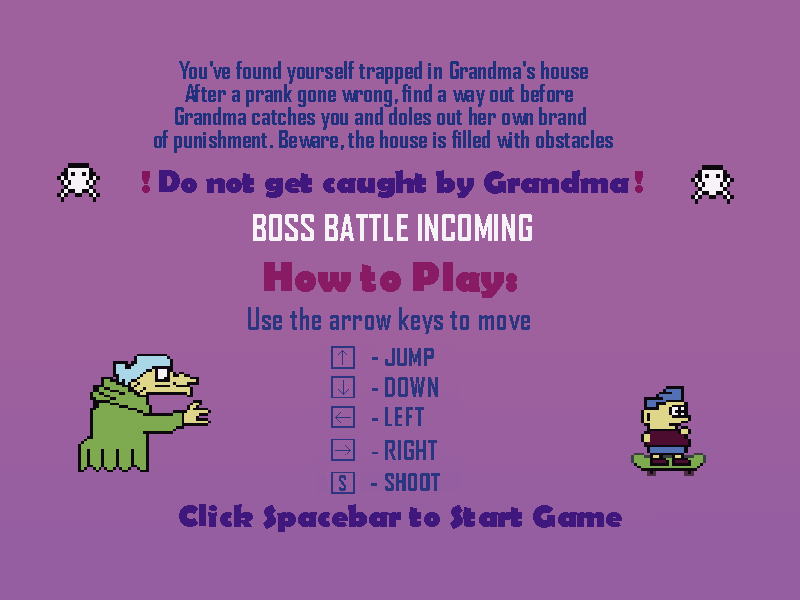 You've found yourself trapped in Grandma's house
After a prank gone wrong, find a way out before
Grandma catches you and doles out her own brand
of punishment. Beware, the house is filled with obstacles
! Do not get caught by Grandma !
BOSS BATTLE INCOMING
How to Play:
Use the arrow keys to move
↑ - JUMP
↓ - DOWN
← - LEFT
→ - RIGHT
S - SHOOT
Click Spacebar to Start Game